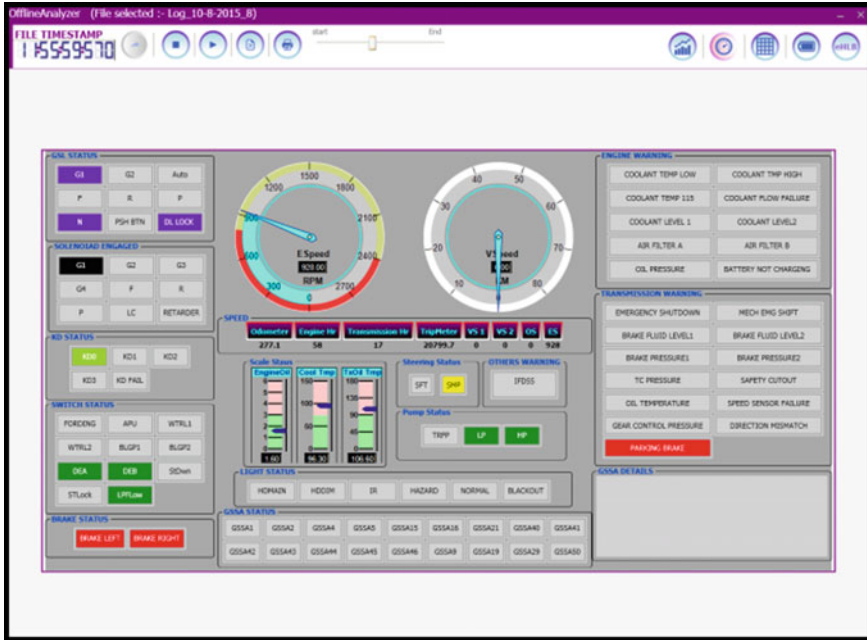 OfflineAnalyzer (File selected :- Log_10-8-2015_8)
FILE TIMESTAMP
start End
eHLB
GSL STATUS
G1 G2 Auto
F R P
N PSH BTN DL LOCK
SOLENOIAD ENGAGED
G1 G2 G3
G4 F R
P LC RETARDER
KD STATUS
KD0 KD1 KD2
KD3 KD FAIL
SWITCH STATUS
FORDENG APU WTRL1
WTRL2 BLGP1 BLGP2
DEA DEB StDwn
STLock LPFLow
BRAKE STATUS
BRAKE LEFT BRAKE RIGHT
0 300 600 900 1200 1500 1800 2100 2400 2700
ESpeed
928.00
RPM
0 10 20 30 40 50 60 70 80 90
VSpeed
KM
SPEED
Odometer Engine Hr Transmission Hr TripMeter VS 1 VS 2 OS ES
277.1 58 17 20799.7 0 0 0 928
Scale Staus
EngineOil Cool Tmp TxOil Tmp
1.60 96.30 106.60
Steering Status
SFT SMP
OTHERS WARNING
IFDSS
Pump Status
TRMP LP HP
LIGHT STATUS
HDMAIN HDDIM IR HAZARD NORMAL BLACKOUT
GSSA STATUS
GSSA1 GSSA2 GSSA4 GSSA5 GSSA15 GSSA16 GSSA21 GSSA40 GSSA41
GSSA42 GSSA43 GSSA44 GSSA45 GSSA46 GSSA8 GSSA19 GSSA29 GSSA50
ENGINE WARNING
COOLANT TEMP LOW COOLANT TMP HIGH
COOLANT TEMP 115 COOLANT FLOW FAILURE
COOLANT LEVEL 1 COOLANT LEVEL2
AIR FILTER A AIR FILTER B
OIL PRESSURE BATTERY NOT CHARGING
TRANSMISSION WARNING
EMERGENCY SHUTDOWN MECH EMG SHIFT
BRAKE FLUID LEVEL1 BRAKE FLUID LEVEL2
BRAKE PRESSURE1 BRAKE PRESSURE2
TC PRESSURE SAFETY CUTOUT
OIL TEMPERATURE SPEED SENSOR FAILURE
GEAR CONTROL PRESSURE DIRECTION MISMATCH
PARKING BRAKE
GSSA DETAILS